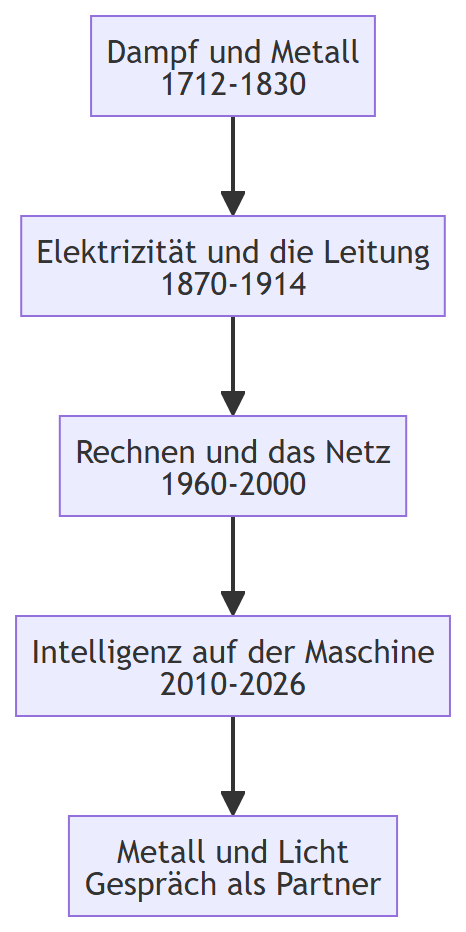 Dampf und Metall
1712-1830
Elektrizität und die Leitung
1870-1914
Rechnen und das Netz
1960-2000
Intelligenz auf der Maschine
2010-2026
Metall und Licht
Gespräch als Partner